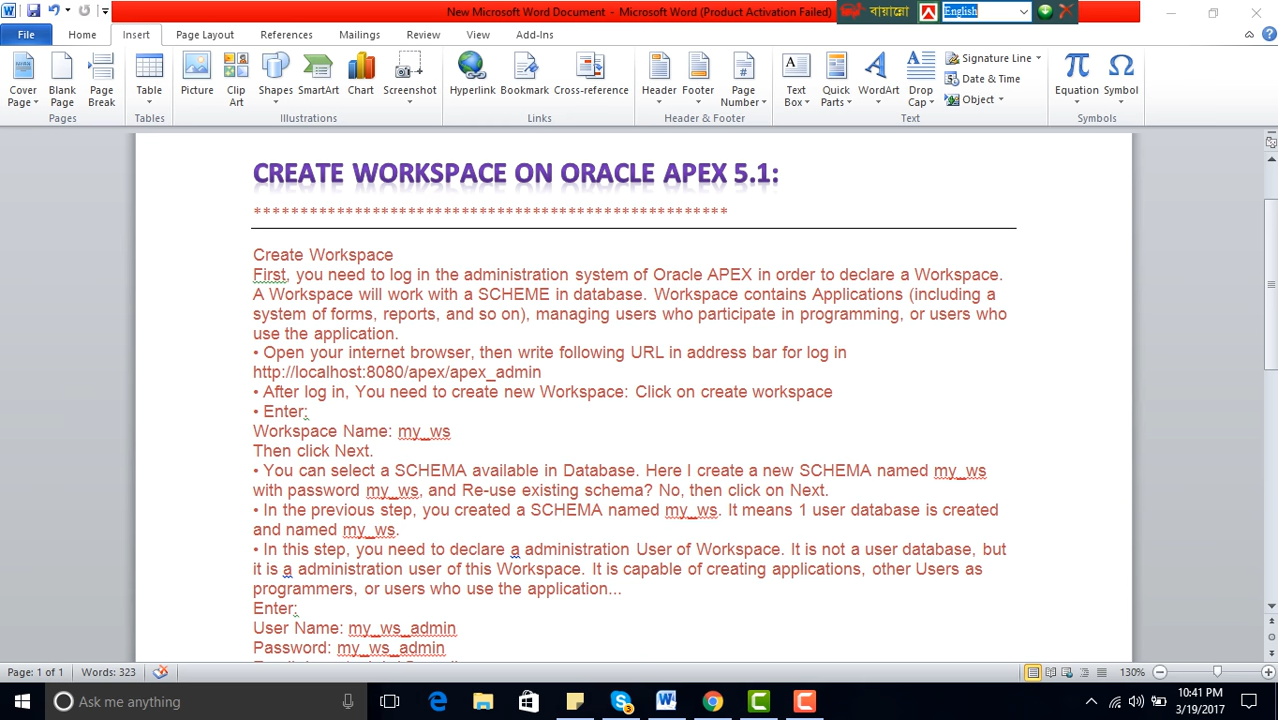 New Microsoft Word Document - Microsoft Word (Product Activation Failed)
বায়ান্নো
English
File Home Insert Page Layout References Mailings Review View Add-Ins
Cover Page Blank Page Page Break Table Picture Clip Art Shapes SmartArt Chart Screenshot Hyperlink Bookmark Cross-reference Header Footer Page Number Text Box Quick Parts WordArt Drop Cap Signature Line Date & Time Object Equation Symbol
Pages Tables Illustrations Links Header & Footer Text Symbols
CREATE WORKSPACE ON ORACLE APEX 5.1:
****************************************************
Create Workspace
First, you need to log in the administration system of Oracle APEX in order to declare a Workspace.
A Workspace will work with a SCHEME in database. Workspace contains Applications (including a
system of forms, reports, and so on), managing users who participate in programming, or users who
use the application.
• Open your internet browser, then write following URL in address bar for log in
http://localhost:8080/apex/apex_admin
• After log in, You need to create new Workspace: Click on create workspace
• Enter:
Workspace Name: my_ws
Then click Next.
• You can select a SCHEMA available in Database. Here I create a new SCHEMA named my_ws
with password my_ws, and Re-use existing schema? No, then click on Next.
• In the previous step, you created a SCHEMA named my_ws. It means 1 user database is created
and named my_ws.
• In this step, you need to declare a administration User of Workspace. It is not a user database, but
it is a administration user of this Workspace. It is capable of creating applications, other Users as
programmers, or users who use the application...
Enter:
User Name: my_ws_admin
Password: my_ws_admin
Page: 1 of 1 Words: 323 130%
Ask me anything
10:41 PM
3/19/2017